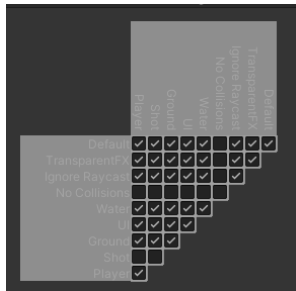 Player
Shot
Ground
UI
Water
No Collisions
Ignore Raycast
TransparentFX
Default
Default
TransparentFX
Ignore Raycast
No Collisions
Water
UI
Ground
Shot
Player